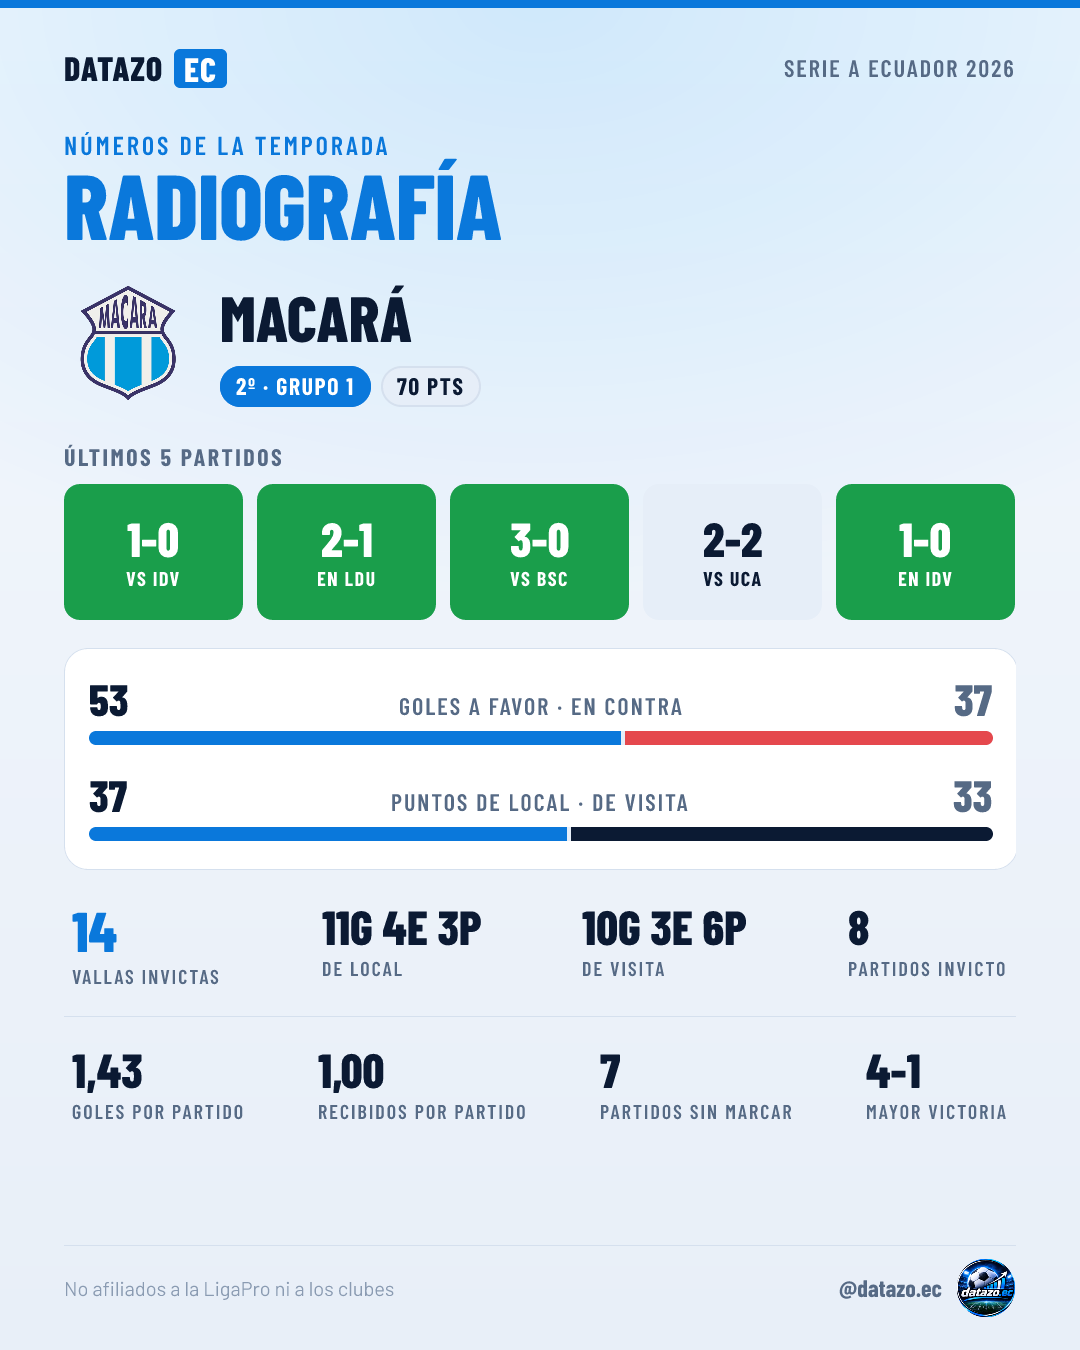 DATAZO EC
SERIE A ECUADOR 2026
NÚMEROS DE LA TEMPORADA
RADIOGRAFÍA
MACARA
MACARÁ
2º · GRUPO 1
70 PTS
ÚLTIMOS 5 PARTIDOS
1-0
VS IDV
2-1
EN LDU
3-0
VS BSC
2-2
VS UCA
1-0
EN IDV
53 GOLES A FAVOR · EN CONTRA 37
37 PUNTOS DE LOCAL · DE VISITA 33
14
VALLAS INVICTAS
11G 4E 3P
DE LOCAL
10G 3E 6P
DE VISITA
8
PARTIDOS INVICTO
1,43
GOLES POR PARTIDO
1,00
RECIBIDOS POR PARTIDO
7
PARTIDOS SIN MARCAR
4-1
MAYOR VICTORIA
No afiliados a la LigaPro ni a los clubes
@datazo.ec
datazo.ec